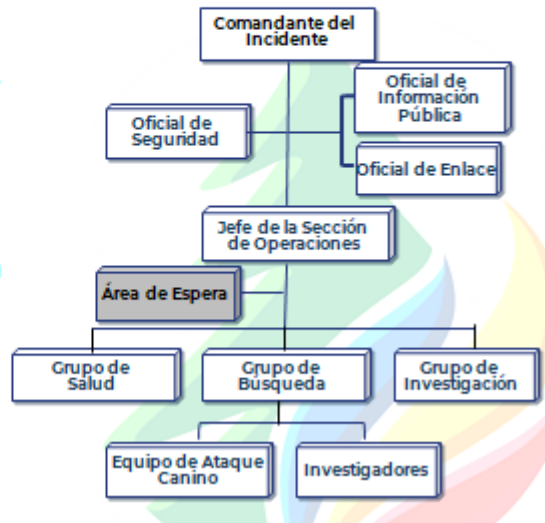 Comandante del
Incidente
Oficial de
Información
Pública
Oficial de
Seguridad
Oficial de Enlace
Jefe de la Sección
de Operaciones
Área de Espera
Grupo de
Salud
Grupo de
Búsqueda
Grupo de
Investigación
Equipo de Ataque
Canino
Investigadores